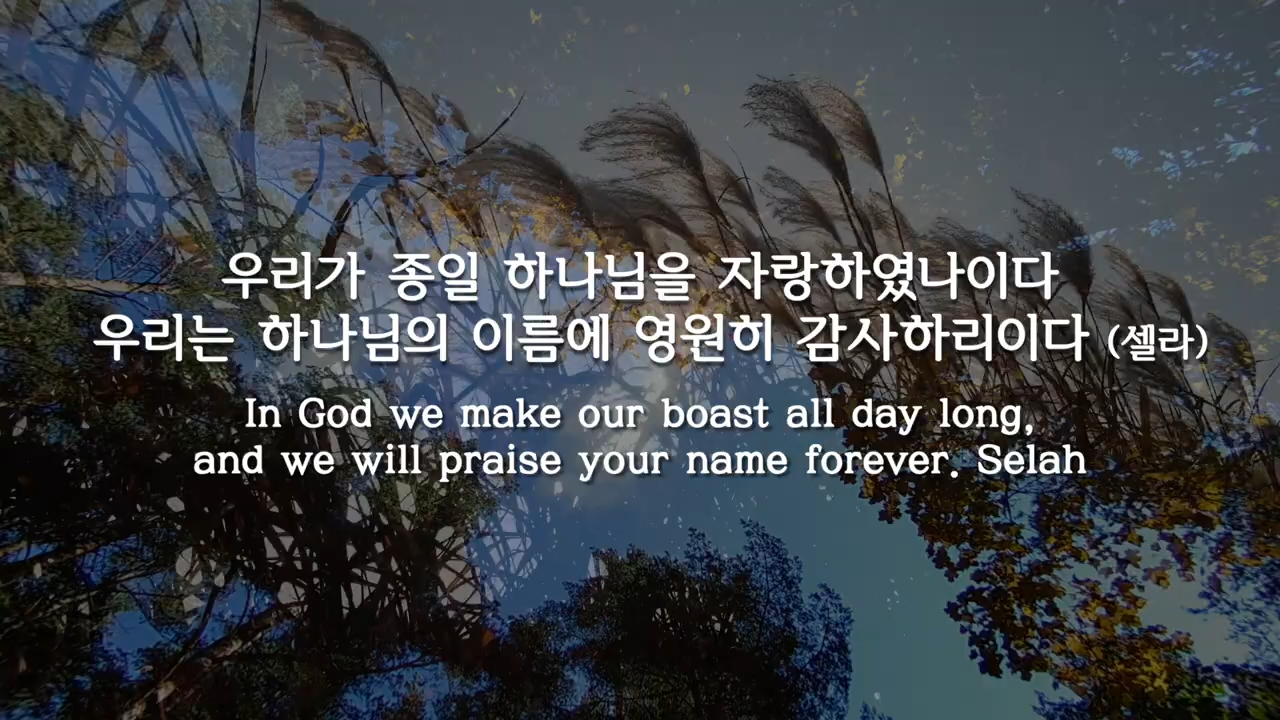 우리가 종일 하나님을 자랑하였나이다
우리는 하나님의 이름에 영원히 감사하리이다 (셀라)
In God we make our boast all day long,
and we will praise your name forever. Selah